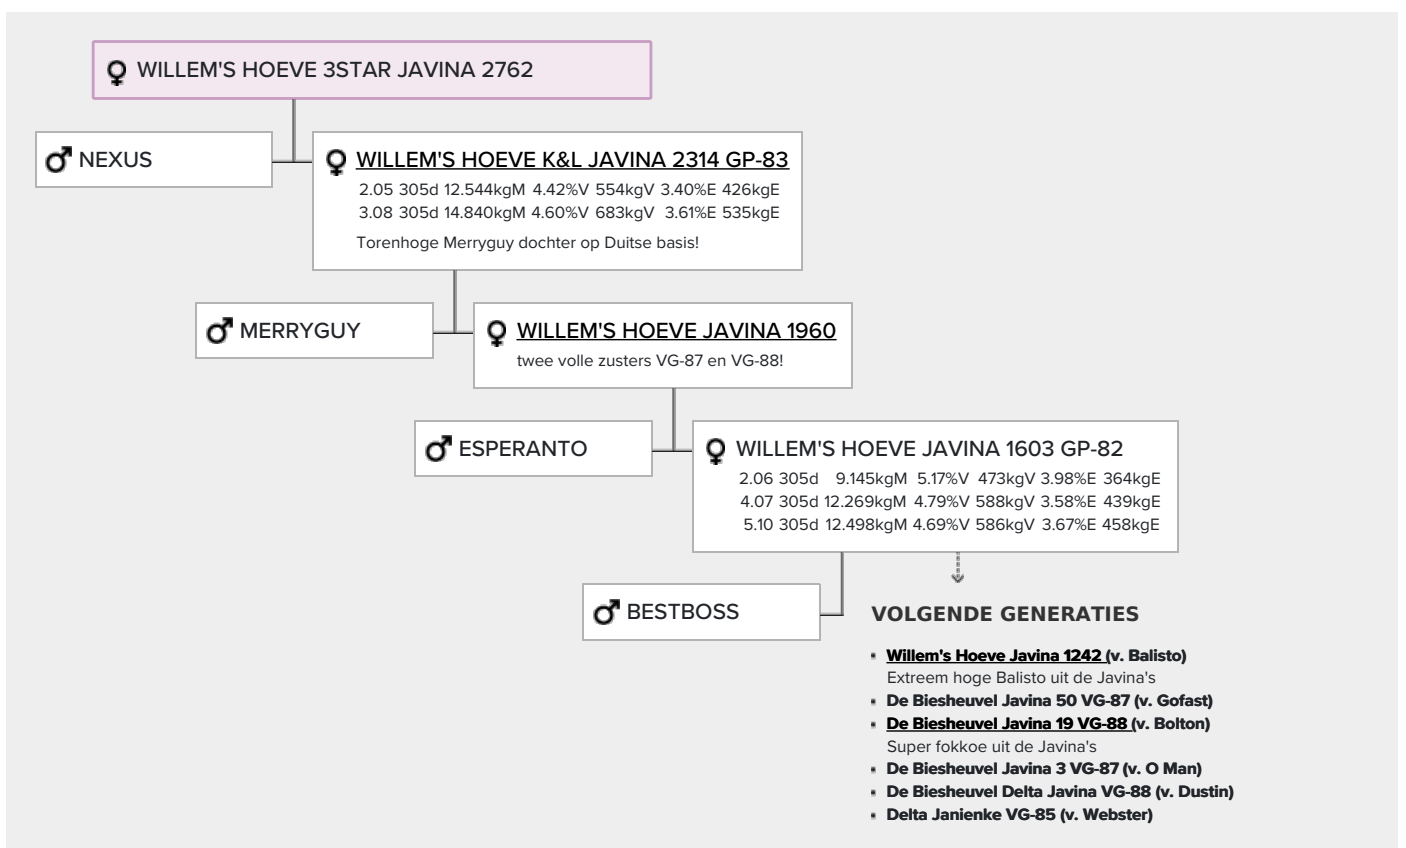 WILLEM'S HOEVE 3STAR JAVINA 2762
NEXUS
WILLEM'S HOEVE K&L JAVINA 2314 GP-83
2.05 305d 12.544kgM 4.42%V 554kgV 3.40%E 426kgE
3.08 305d 14.840kgM 4.60%V 683kgV 3.61%E 535kgE
Torenhoge Merryguy dochter op Duitse basis!
MERRYGUY
WILLEM'S HOEVE JAVINA 1960
twee volle zusters VG-87 en VG-88!
ESPERANTO
WILLEM'S HOEVE JAVINA 1603 GP-82
2.06 305d 9.145kgM 5.17%V 473kgV 3.98%E 364kgE
4.07 305d 12.269kgM 4.79%V 588kgV 3.58%E 439kgE
5.10 305d 12.498kgM 4.69%V 586kgV 3.67%E 458kgE
BESTBOSS
VOLGENDE GENERATIES
Willem's Hoeve Javina 1242 (v. Balisto)
Extreem hoge Balisto uit de Javina's
De Biesheuvel Javina 50 VG-87 (v. Gofast)
De Biesheuvel Javina 19 VG-88 (v. Bolton)
Super fokkoe uit de Javina's
De Biesheuvel Javina 3 VG-87 (v. O Man)
De Biesheuvel Delta Javina VG-88 (v. Dustin)
Delta Janienke VG-85 (v. Webster)